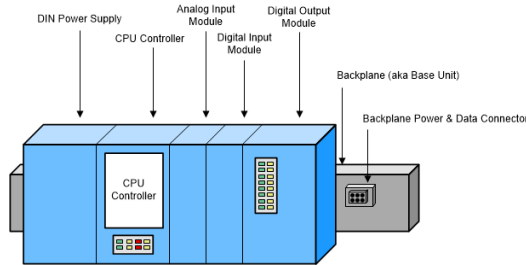 DIN Power Supply
CPU Controller
Analog Input
Module
Digital Input
Module
Digital Output
Module
Backplane (aka Base Unit)
Backplane Power & Data Connector
CPU
Controller